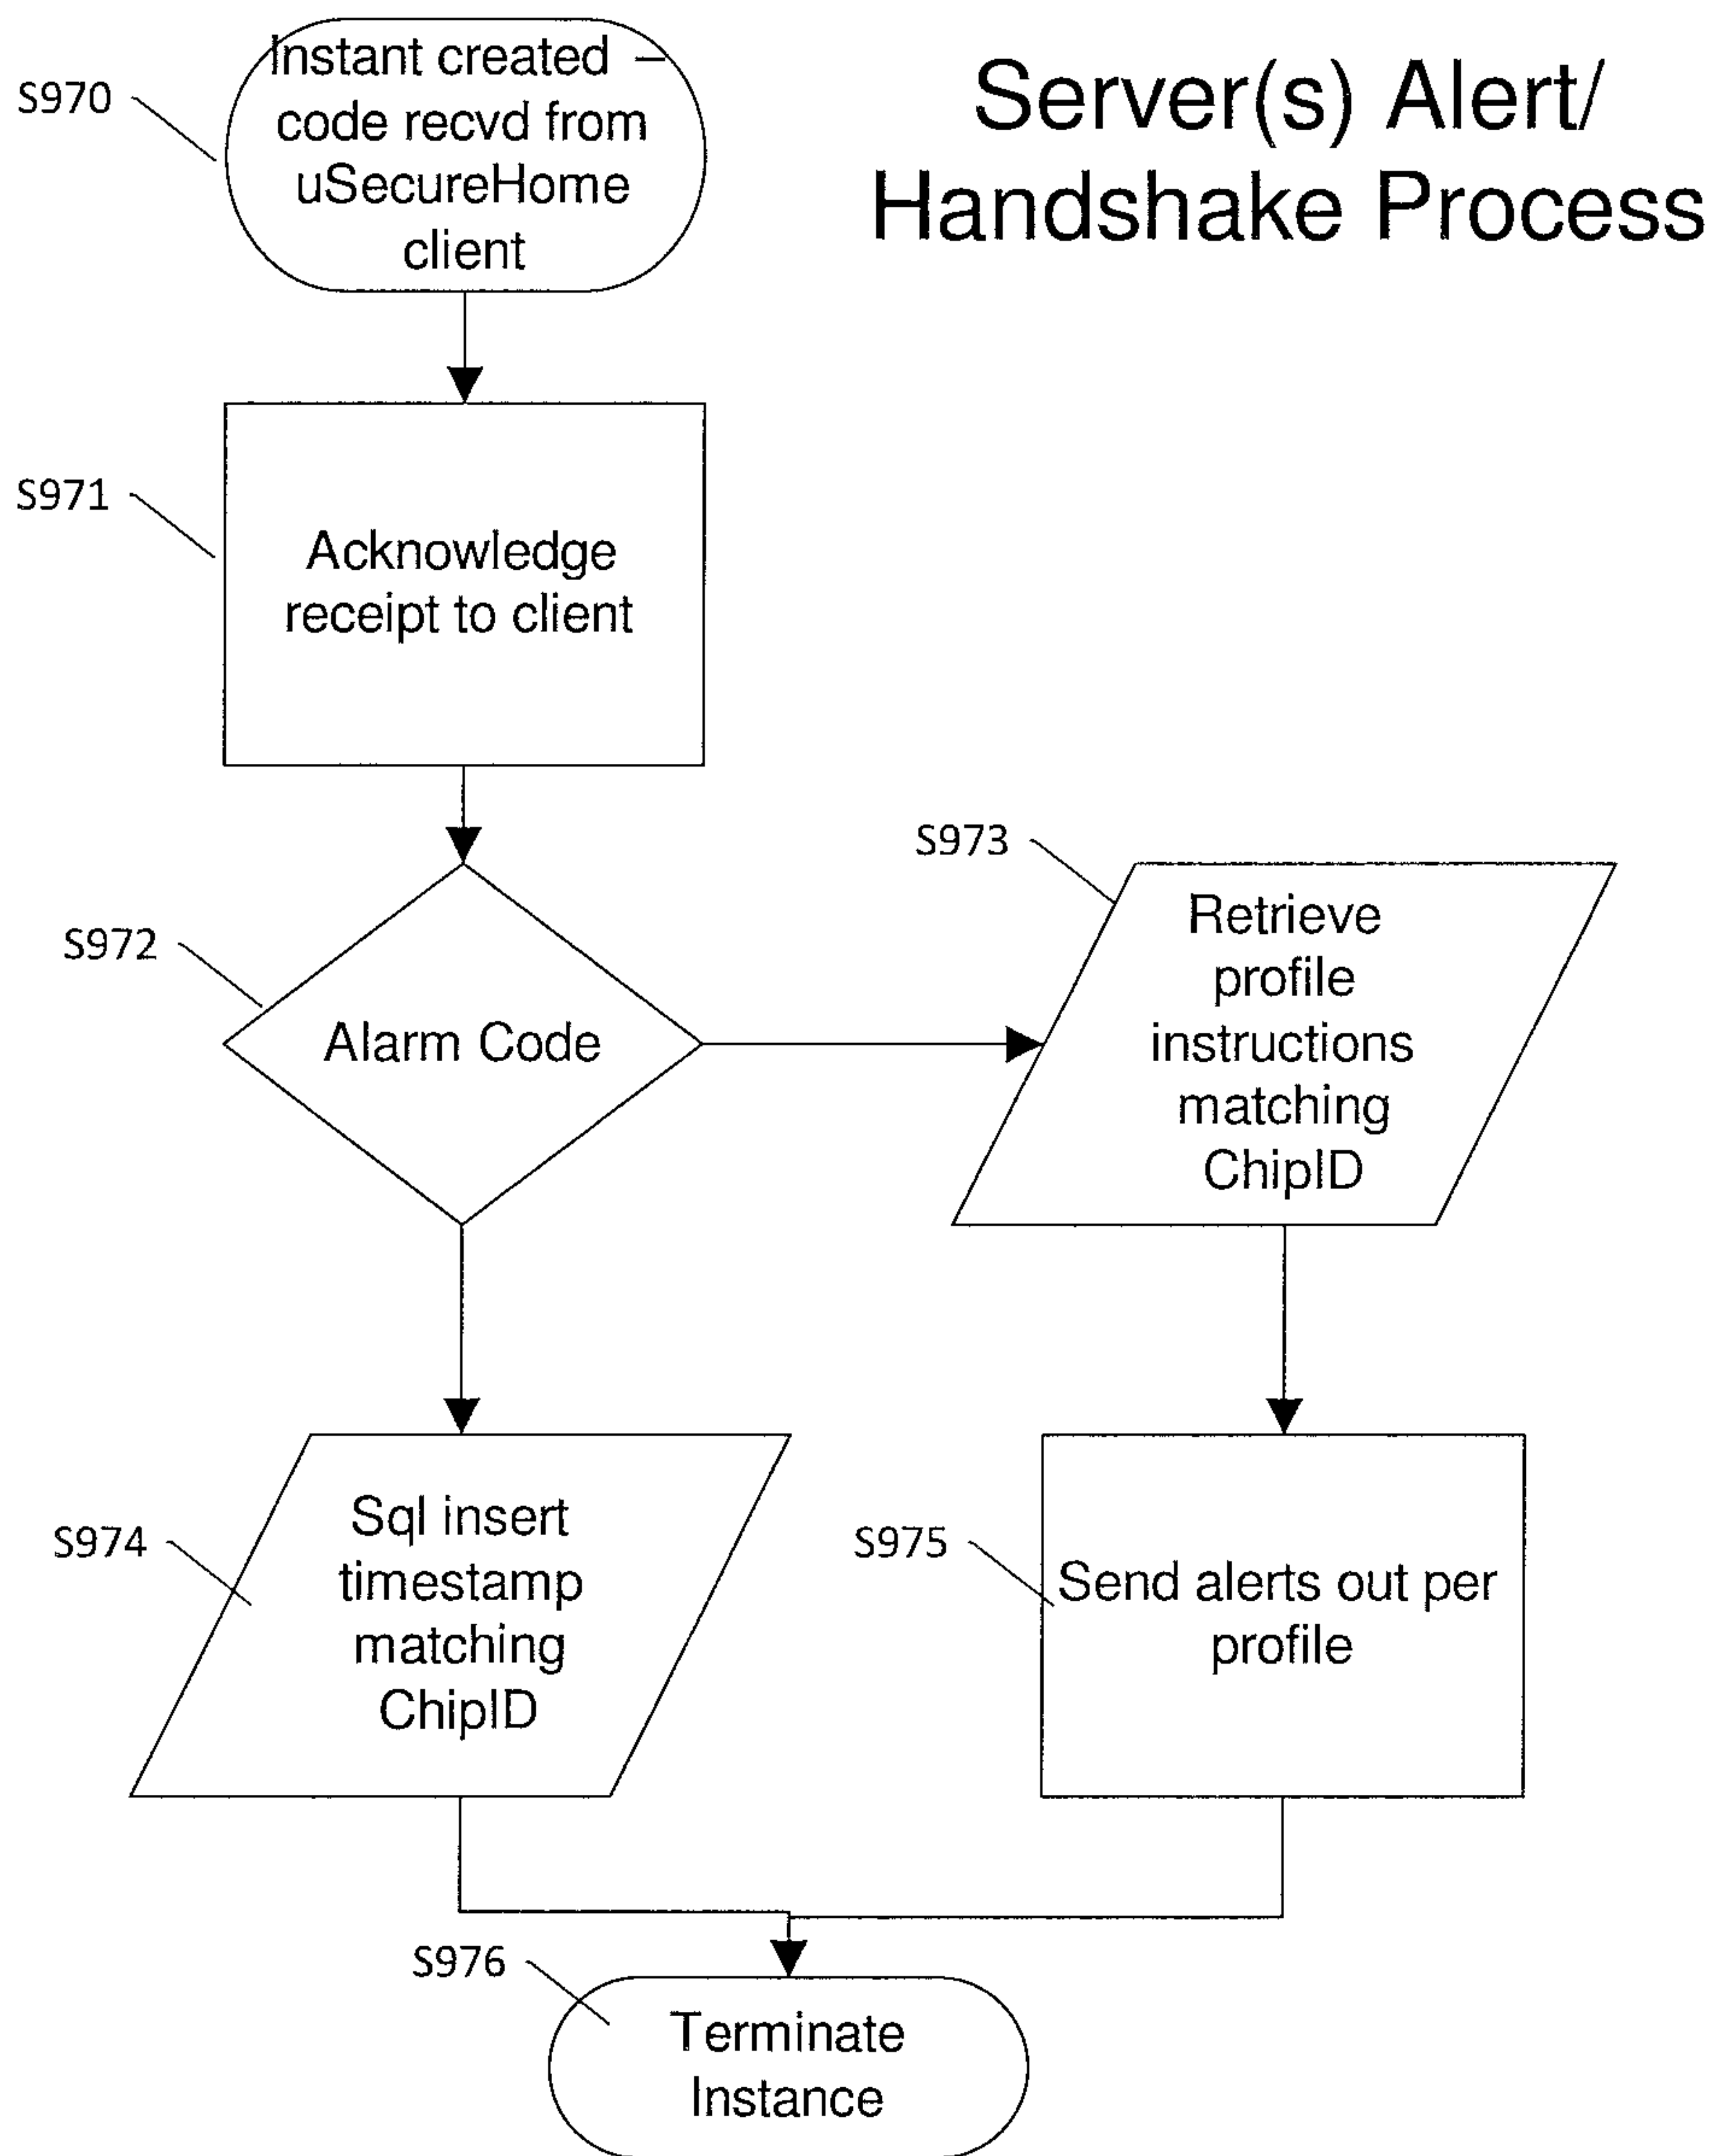 Server(s) Alert/
Handshake Process
S970
Instant created –
code recvd from
uSecureHome
client
S971
Acknowledge
receipt to client
S972
Alarm Code
S973
Retrieve
profile
instructions
matching
ChipID
S974
Sql insert
timestamp
matching
ChipID
S975
Send alerts out per
profile
S976
Terminate
Instance